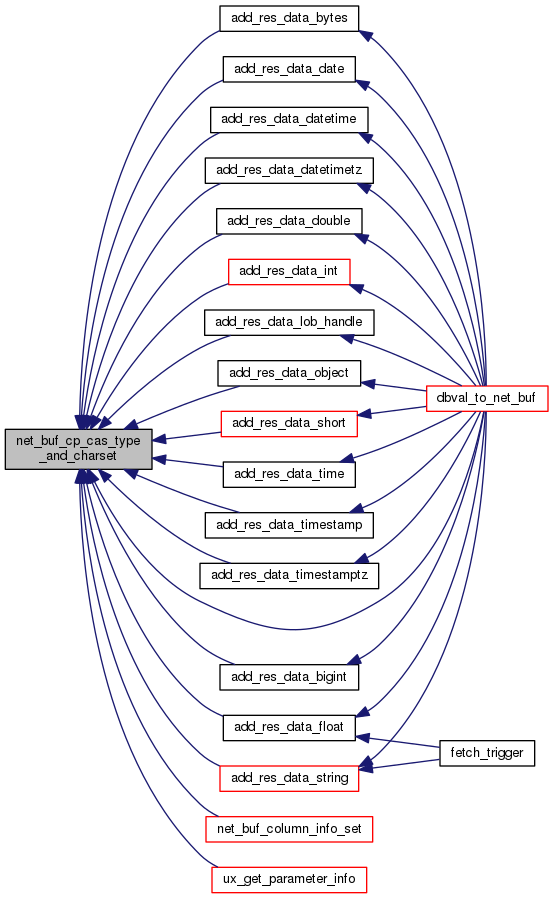 add_res_data_bytes
add_res_data_date
add_res_data_datetime
add_res_data_datetimetz
add_res_data_double
add_res_data_int
add_res_data_lob_handle
add_res_data_object
dbval_to_net_buf
add_res_data_short
net_buf_cp_cas_type
_and_charset
add_res_data_time
add_res_data_timestamp
add_res_data_timestamptz
add_res_data_bigint
add_res_data_float
fetch_trigger
add_res_data_string
net_buf_column_info_set
ux_get_parameter_info